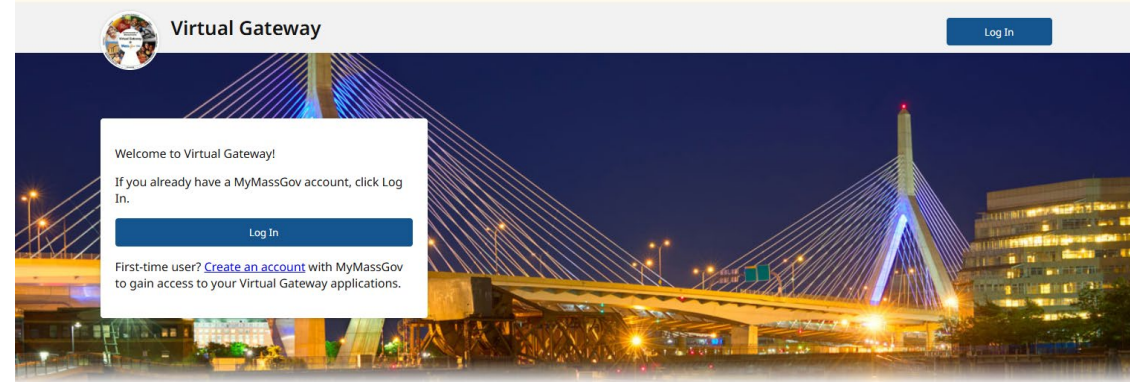 Virtual Gateway
Log In
Welcome to Virtual Gateway!
If you already have a MyMassGov account, click Log
In.
Log In
First-time user? Create an account with MyMassGov
to gain access to your Virtual Gateway applications.